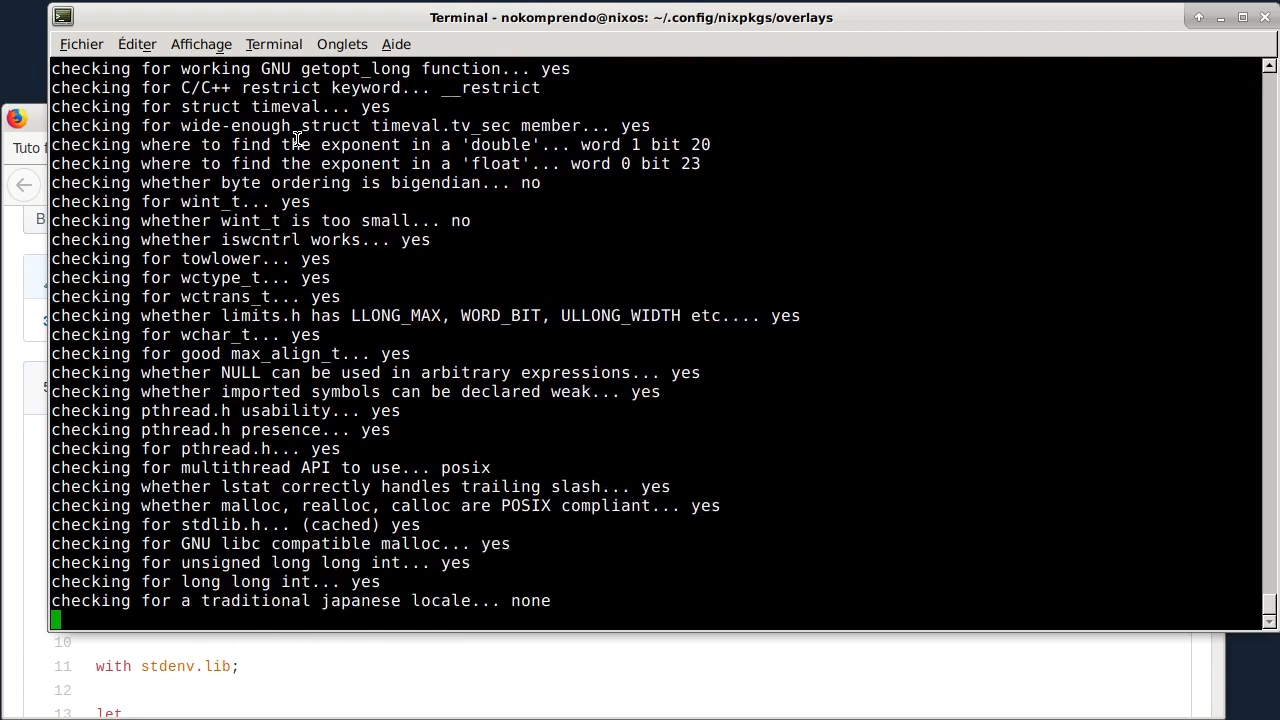 Terminal - nokomprendo@nixos: ~/.config/nixpkgs/overlays
Fichier Éditer Affichage Terminal Onglets Aide
checking for working GNU getopt_long function... yes
checking for C/C++ restrict keyword... __restrict
checking for struct timeval... yes
checking for wide-enough struct timeval.tv_sec member... yes
checking where to find the exponent in a 'double'... word 1 bit 20
checking where to find the exponent in a 'float'... word 0 bit 23
checking whether byte ordering is bigendian... no
checking for wint_t... yes
checking whether wint_t is too small... no
checking whether iswcntrl works... yes
checking for towlower... yes
checking for wctype_t... yes
checking for wctrans_t... yes
checking whether limits.h has LLONG_MAX, WORD_BIT, ULLONG_WIDTH etc.... yes
checking for wchar_t... yes
checking for good max_align_t... yes
checking whether NULL can be used in arbitrary expressions... yes
checking whether imported symbols can be declared weak... yes
checking pthread.h usability... yes
checking pthread.h presence... yes
checking for pthread.h... yes
checking for multithread API to use... posix
checking whether lstat correctly handles trailing slash... yes
checking whether malloc, realloc, calloc are POSIX compliant... yes
checking for stdlib.h... (cached) yes
checking for GNU libc compatible malloc... yes
checking for unsigned long long int... yes
checking for long long int... yes
checking for a traditional japanese locale... none
Tuto
B
10
11 with stdenv.lib;
12
13 let